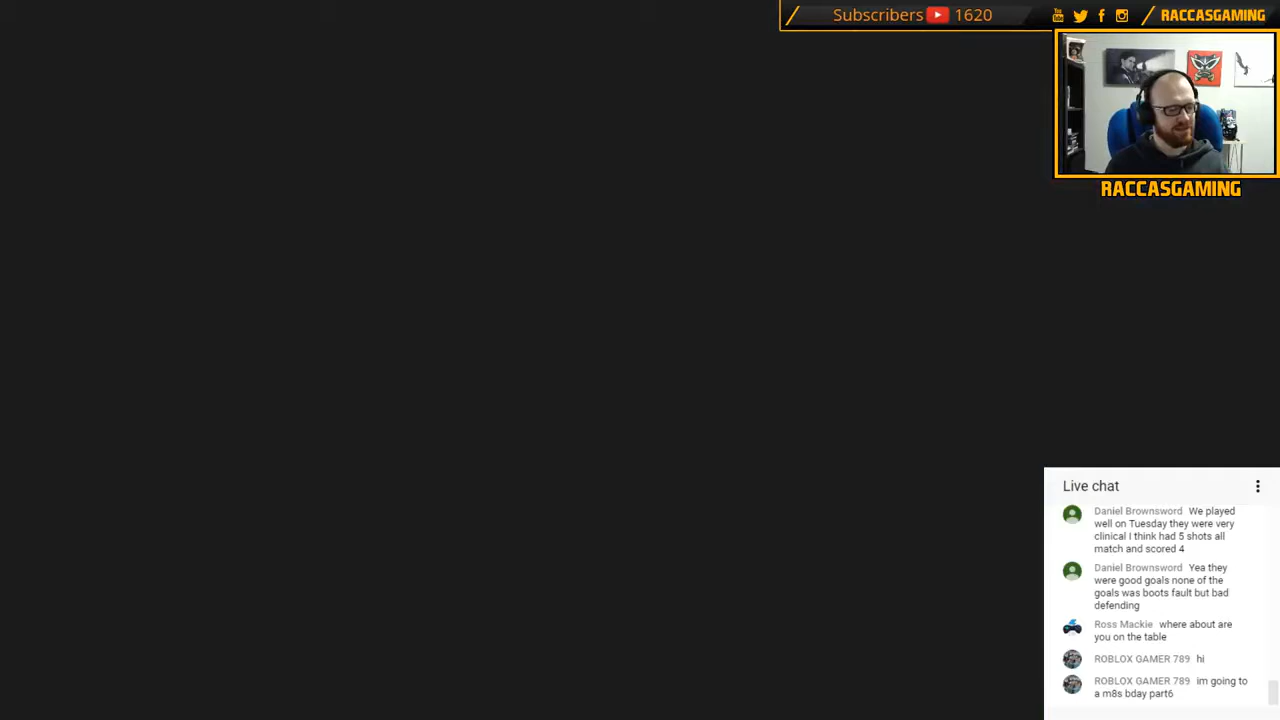 Subscribers 1620
RACCASGAMING
RACCASGAMING
Live chat
Daniel Brownsword We played
well on Tuesday they were very
clinical I think had 5 shots all
match and scored 4
Daniel Brownsword Yea they
were good goals none of the
goals was boots fault but bad
defending
Ross Mackie where about are
you on the table
ROBLOX GAMER 789 hi
ROBLOX GAMER 789 im going to
a m8s bday part6